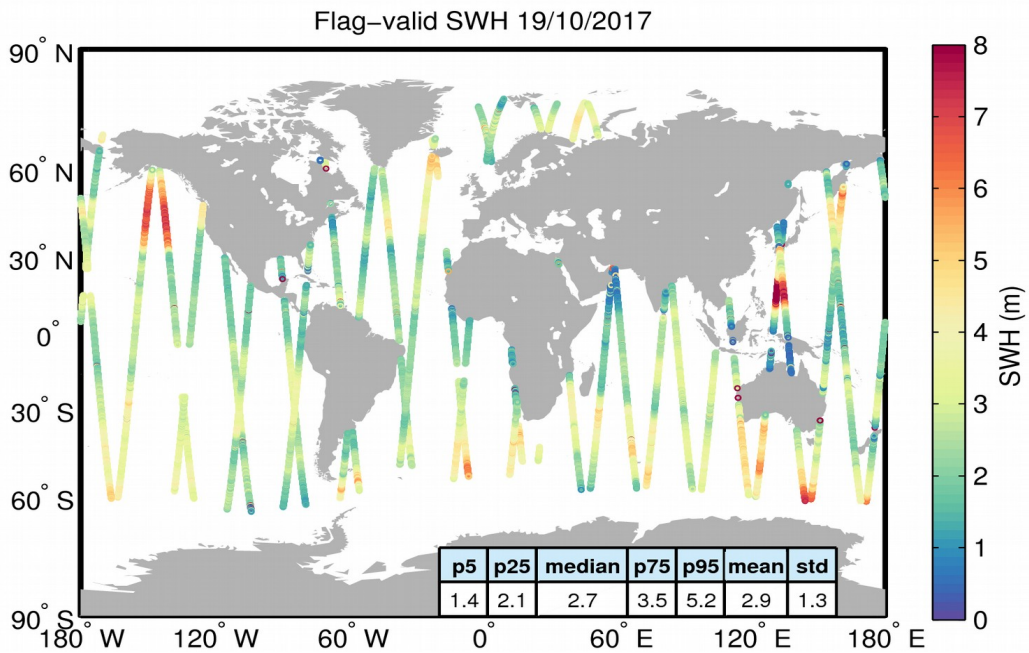 Flag−valid SWH 19/10/2017
90° N
60° N
30° N
0°
30° S
60° S
90° S
180° W
120° W
60° W
0°
60° E
120° E
180° E
p5 p25 median p75 p95 mean std
1.4 2.1 2.7 3.5 5.2 2.9 1.3
8
7
6
5
4
3
2
1
0
SWH (m)